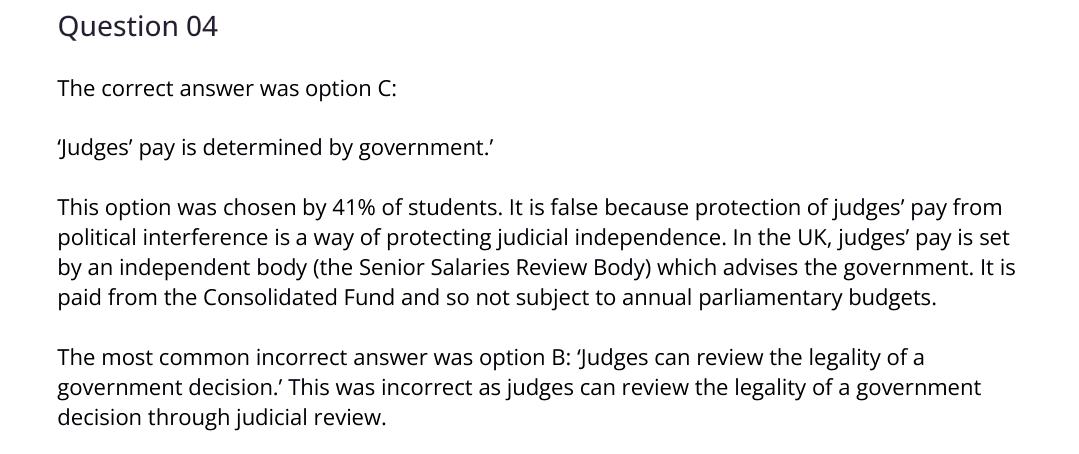 Question 04
The correct answer was option C:
‘Judges’ pay is determined by government.’
This option was chosen by 41% of students. It is false because protection of judges’ pay from
political interference is a way of protecting judicial independence. In the UK, judges’ pay is set
by an independent body (the Senior Salaries Review Body) which advises the government. It is
paid from the Consolidated Fund and so not subject to annual parliamentary budgets.
The most common incorrect answer was option B: ‘Judges can review the legality of a
government decision.’ This was incorrect as judges can review the legality of a government
decision through judicial review.